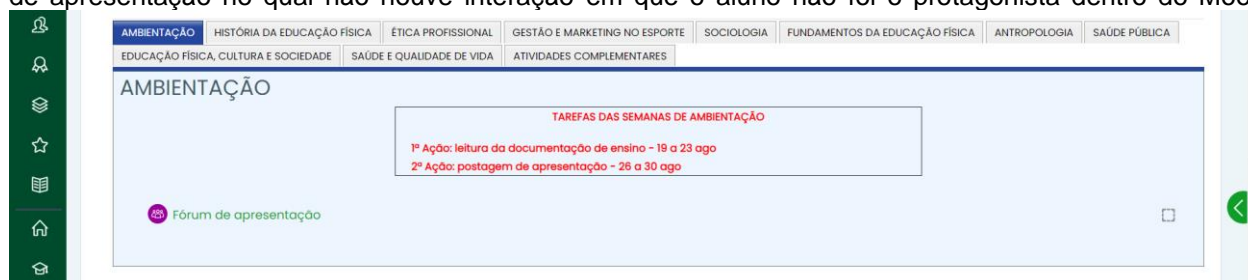 de apresentação no qual não houve interação em que o aluno não foi o protagonista dentro do Moo
AMBIENTAÇÃO HISTÓRIA DA EDUCAÇÃO FÍSICA ÉTICA PROFISSIONAL GESTÃO E MARKETING NO ESPORTE SOCIOLOGIA FUNDAMENTOS DA EDUCAÇÃO FÍSICA ANTROPOLOGIA SAÚDE PÚBLICA
EDUCAÇÃO FÍSICA, CULTURA E SOCIEDADE SAÚDE E QUALIDADE DE VIDA ATIVIDADES COMPLEMENTARES
AMBIENTAÇÃO
TAREFAS DAS SEMANAS DE AMBIENTAÇÃO
1ª Ação: leitura da documentação de ensino - 19 a 23 ago
2ª Ação: postagem de apresentação - 26 a 30 ago
Fórum de apresentação